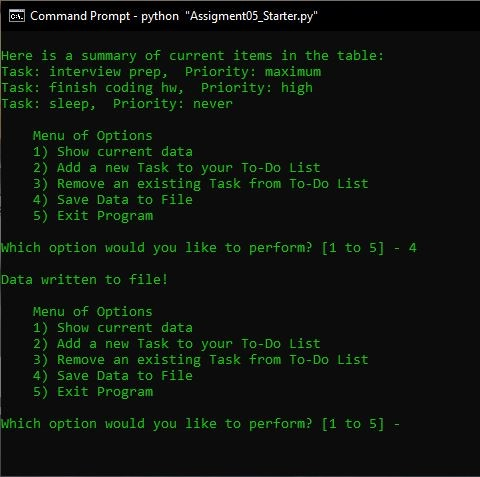 Command Prompt - python "Assigment05_Starter.py"
Here is a summary of current items in the table:
Task: interview prep,  Priority: maximum
Task: finish coding hw,  Priority: high
Task: sleep,  Priority: never
Menu of Options
1) Show current data
2) Add a new Task to your To-Do List
3) Remove an existing Task from To-Do List
4) Save Data to File
5) Exit Program
Which option would you like to perform? [1 to 5] - 4
Data written to file!
Menu of Options
1) Show current data
2) Add a new Task to your To-Do List
3) Remove an existing Task from To-Do List
4) Save Data to File
5) Exit Program
Which option would you like to perform? [1 to 5] -